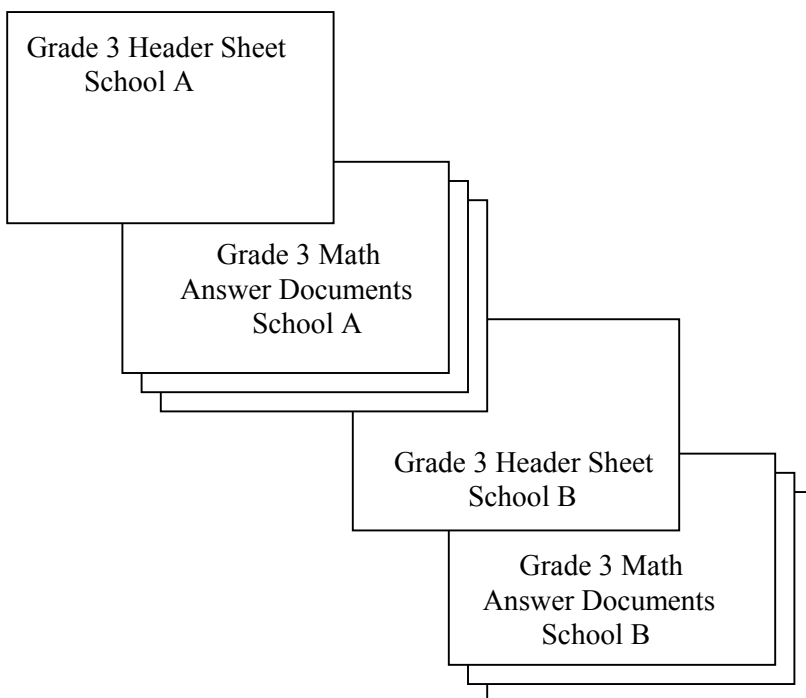 Grade 3 Header Sheet
School A
Grade 3 Math
Answer Documents
School A
Grade 3 Header Sheet
School B
Grade 3 Math
Answer Documents
School B